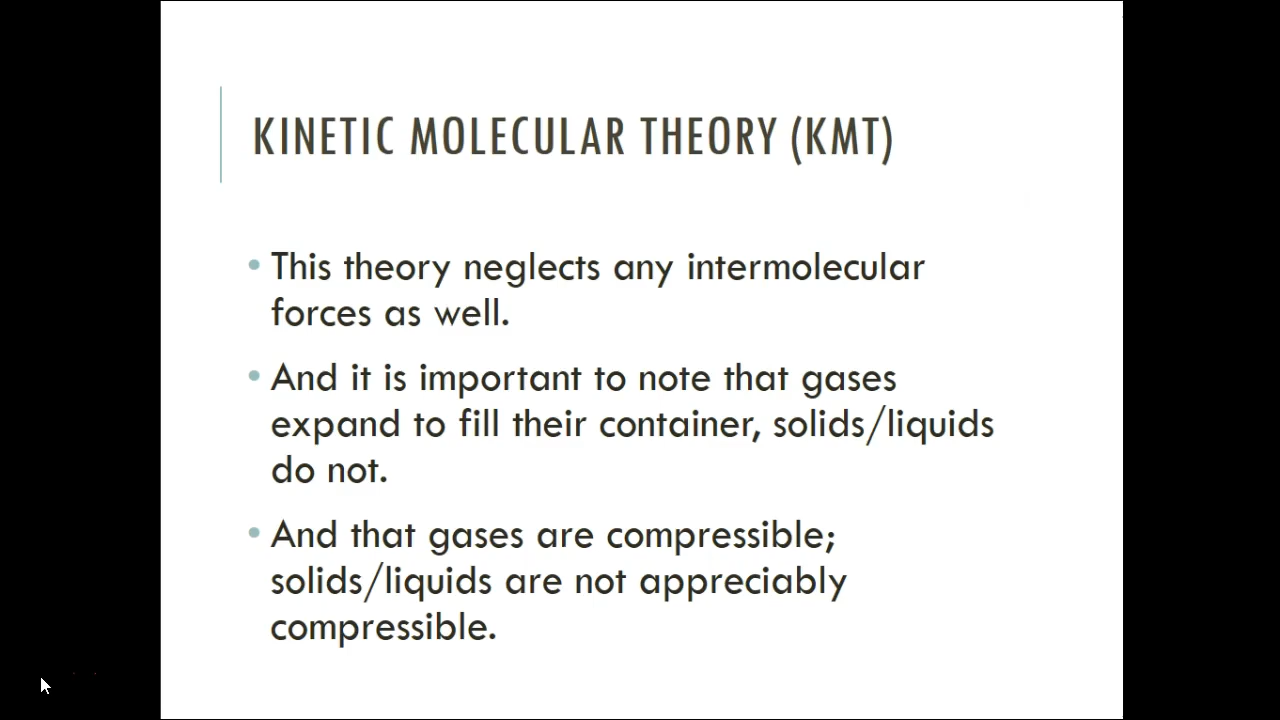 KINETIC MOLECULAR THEORY (KMT)
• This theory neglects any intermolecular
forces as well.
• And it is important to note that gases
expand to fill their container, solids/liquids
do not.
• And that gases are compressible;
solids/liquids are not appreciably
compressible.